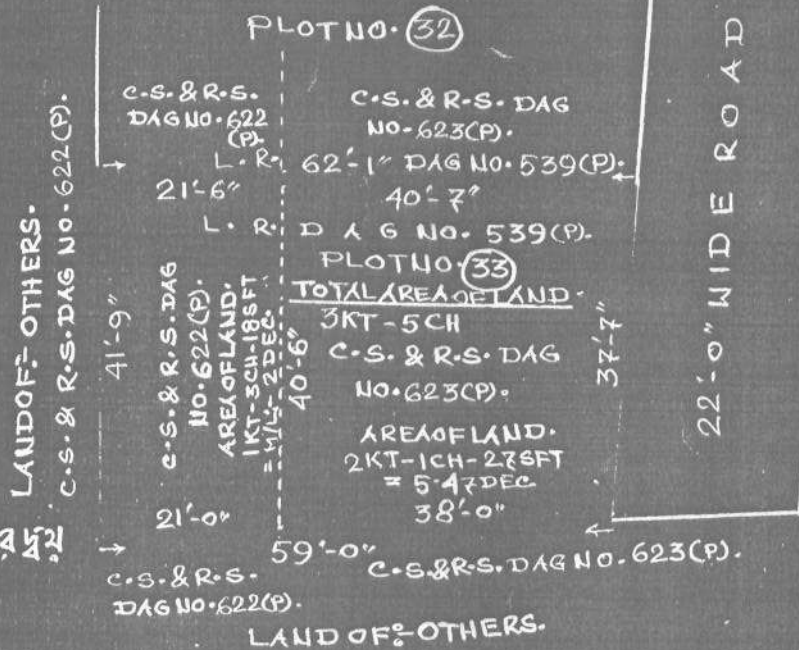 PLOT NO. 32
C.S. & R.S.
DAG NO. 622
(P).
C.S. & R.S. DAG
NO. 623(P).
L. R. 62'-1" DAG NO. 539(P).
21'-6"
40'-7"
L. R. DAG NO. 539(P).
PLOT NO. 33
TOTAL AREA OF LAND.
3KT-5CH
C.S. & R.S. DAG
NO. 623(P).
AREA OF LAND.
2KT-1CH-27SFT
= 5.47DEC
38'-0"
LAND OF:- OTHERS.
C.S. & R.S. DAG NO. 622(P).
41'-9"
C.S. & R.S. DAG
NO. 622(P).
AREA OF LAND.
1KT-3CH-18SFT
= M/L - 2DEC.
40'-6"
37'-7"
22'-0" WIDE ROAD
21'-0"
59'-0"
C.S. & R.S. DAG NO. 623(P).
C.S. & R.S.
DAG NO. 622(P).
LAND OF:- OTHERS.